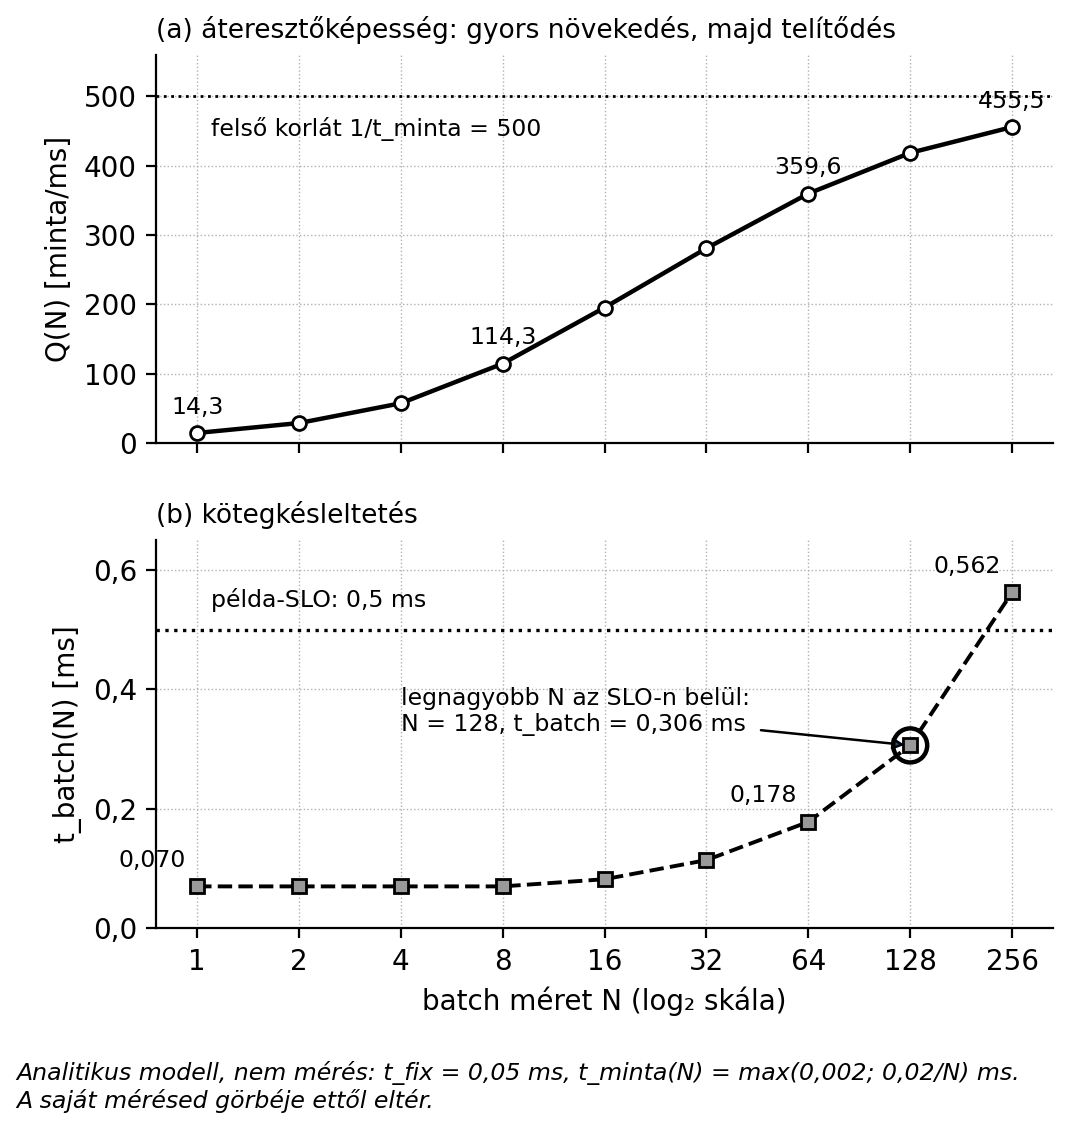 (a) áteresztőképesség: gyors növekedés, majd telítődés
500
400
300
200
100
0
Q(N) [minta/ms]
felső korlát 1/t_minta = 500
14,3
114,3
359,6
455,5
(b) kötegkésleltetés
0,6
0,4
0,2
0,0
t_batch(N) [ms]
példa-SLO: 0,5 ms
legnagyobb N az SLO-n belül:
N = 128, t_batch = 0,306 ms
0,070
0,178
0,562
1 2 4 8 16 32 64 128 256
batch méret N (log₂ skála)
Analitikus modell, nem mérés: t_fix = 0,05 ms, t_minta(N) = max(0,002; 0,02/N) ms.
A saját mérésed görbéje ettől eltér.